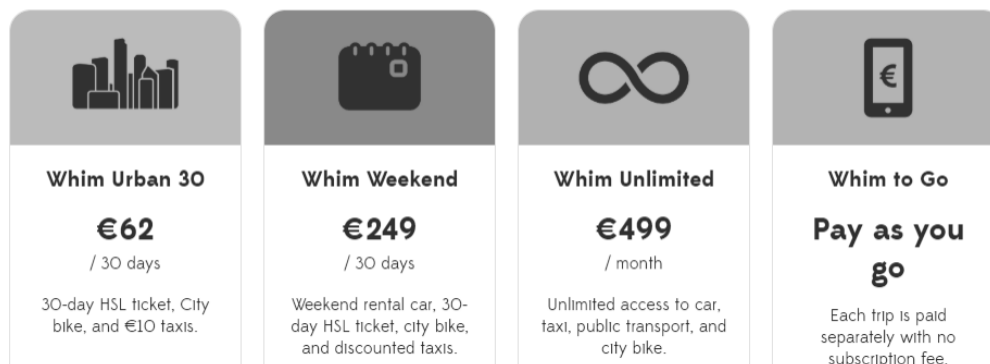 €
Whim Urban 30
€62
/ 30 days
30-day HSL ticket, City
bike, and €10 taxis.
Whim Weekend
€249
/ 30 days
Weekend rental car, 30-
day HSL ticket, city bike,
and discounted taxis.
Whim Unlimited
€499
/ month
Unlimited access to car,
taxi, public transport, and
city bike.
Whim to Go
Pay as you
go
Each trip is paid
separately with no
subscription fee.